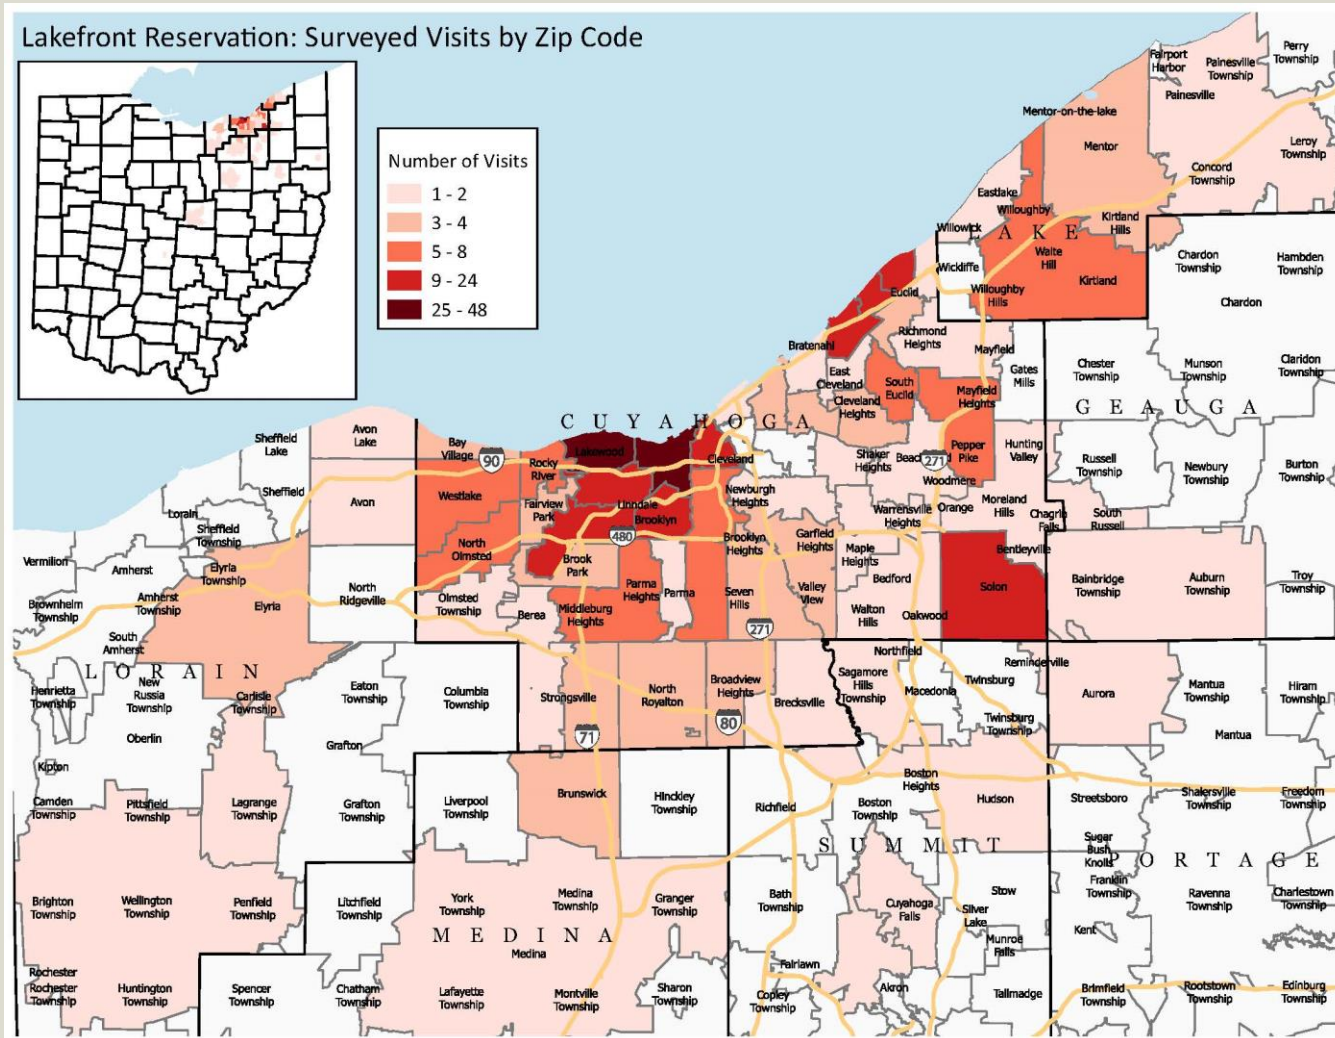 Lakefront Reservation: Surveyed Visits by Zip Code
Number of Visits
1 - 2
3 - 4
5 - 8
9 - 24
25 - 48
Perry
Township
Fairport
Harbor
Painesville
Township
Painesville
Mentor-on-the-lake
Mentor
Leroy
Township
Concord
Township
Eastlake
Willoughby
Kirtland
Hills
Willowick
LAKE
Waite
Hill
Wickliffe
Kirtland
Willoughby
Hills
Chardon
Township
Hambden
Township
Chardon
Euclid
Richmond
Heights
Bratenahl
Mayfield
Gates
Mills
Chester
Township
Munson
Township
Claridon
Township
East
Cleveland
South
Euclid
Mayfield
Heights
Cleveland
Heights
GEAUGA
CUYAHOGA
Avon
Lake
Sheffield
Lake
Bay
Village
90
Lakewood
Rocky
River
Cleveland
Shaker
Heights
271
Pepper
Pike
Woodmere
Hunting
Valley
Russell
Township
Newbury
Township
Burton
Township
Sheffield
Avon
Westlake
Fairview
Park
Linndale
Brooklyn
Newburgh
Heights
Warrensville
Heights
Orange
Moreland
Hills
Chagrin
Falls
South
Russell
Lorain
Sheffield
Township
480
North
Olmsted
Brooklyn
Heights
Garfield
Heights
Maple
Heights
Bentleyville
Vermilion
Amherst
Elyria
Township
Brook
Park
Bedford
Solon
Bainbridge
Township
Auburn
Township
Troy
Township
North
Ridgeville
Parma
Heights
Parma
Seven
Hills
Valley
View
Brownhelm
Township
Amherst
Township
Elyria
Olmsted
Township
Berea
Middleburg
Heights
271
Walton
Hills
Oakwood
South
Amherst
Northfield
Reminderville
LORAIN
Henrietta
Township
New
Russia
Township
Carlisle
Township
Eaton
Township
Columbia
Township
Strongsville
North
Royalton
Broadview
Heights
Brecksville
Sagamore
Hills
Township
Macedonia
Twinsburg
Aurora
Mantua
Township
Hiram
Township
Oberlin
Grafton
71
80
Twinsburg
Township
Mantua
Kipton
Camden
Township
Pittsfield
Township
Lagrange
Township
Grafton
Township
Liverpool
Township
Brunswick
Hinckley
Township
Richfield
Boston
Heights
Boston
Township
Hudson
Streetsboro
Shalersville
Township
Freedom
Township
SUMMIT
Sugar
Bush
Knolls
PORTAGE
Franklin
Township
Brighton
Township
Wellington
Township
Penfield
Township
Litchfield
Township
York
Township
Medina
Township
Granger
Township
Bath
Township
Cuyahoga
Falls
Stow
Silver
Lake
Ravenna
Township
Charlestown
Township
MEDINA
Medina
Munroe
Falls
Kent
Rochester
Rochester
Township
Huntington
Township
Spencer
Township
Chatham
Township
Lafayette
Township
Montville
Township
Sharon
Township
Fairlawn
Copley
Township
Akron
Tallmadge
Brimfield
Township
Rootstown
Township
Edinburg
Township